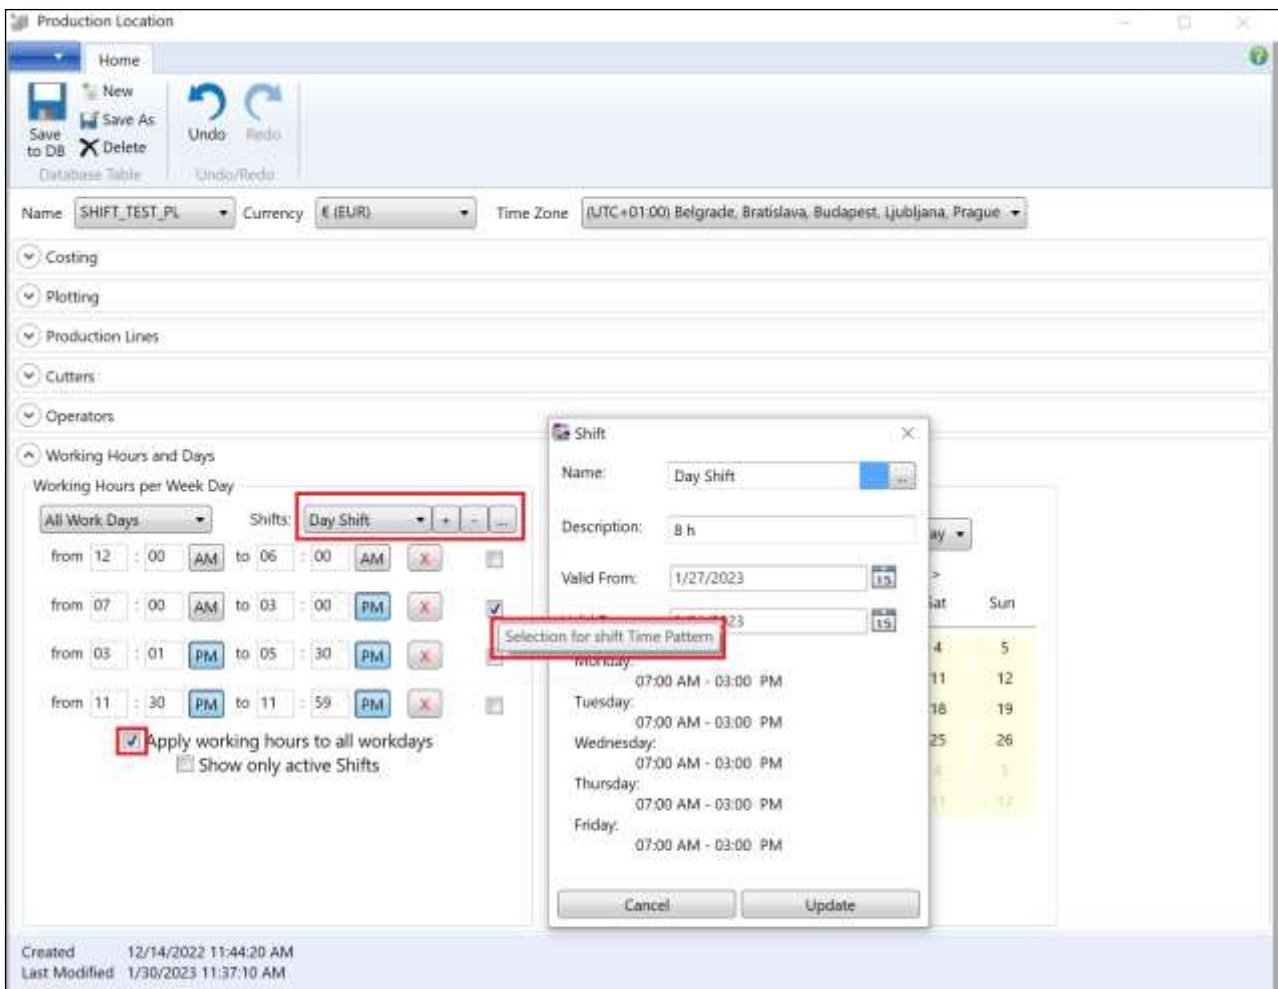 Production Location
Home
New
Save As
Delete
Save
to DB
Undo
Redo
Database Table
Undo/Redo
Name SHIFT_TEST_PL Currency € (EUR) Time Zone (UTC+01:00) Belgrade, Bratislava, Budapest, Ljubljana, Prague
Costing
Plotting
Production Lines
Cutters
Operators
Working Hours and Days
Working Hours per Week Day
All Work Days Shifts: Day Shift + - ...
from 12 : 00 AM to 06 : 00 AM X
from 07 : 00 AM to 03 : 00 PM X
from 03 : 01 PM to 05 : 30 PM X
from 11 : 30 PM to 11 : 59 PM X
Apply working hours to all workdays
Show only active Shifts
Shift
Name: Day Shift ...
Description: 8 h
Valid From: 1/27/2023 15
23 15
Selection for shift Time Pattern
Monday:
07:00 AM - 03:00 PM
Tuesday:
07:00 AM - 03:00 PM
Wednesday:
07:00 AM - 03:00 PM
Thursday:
07:00 AM - 03:00 PM
Friday:
07:00 AM - 03:00 PM
Cancel Update
ay
>
Sat Sun
4 5
11 12
18 19
25 26
4 5
11 12
Created 12/14/2022 11:44:20 AM
Last Modified 1/30/2023 11:37:10 AM